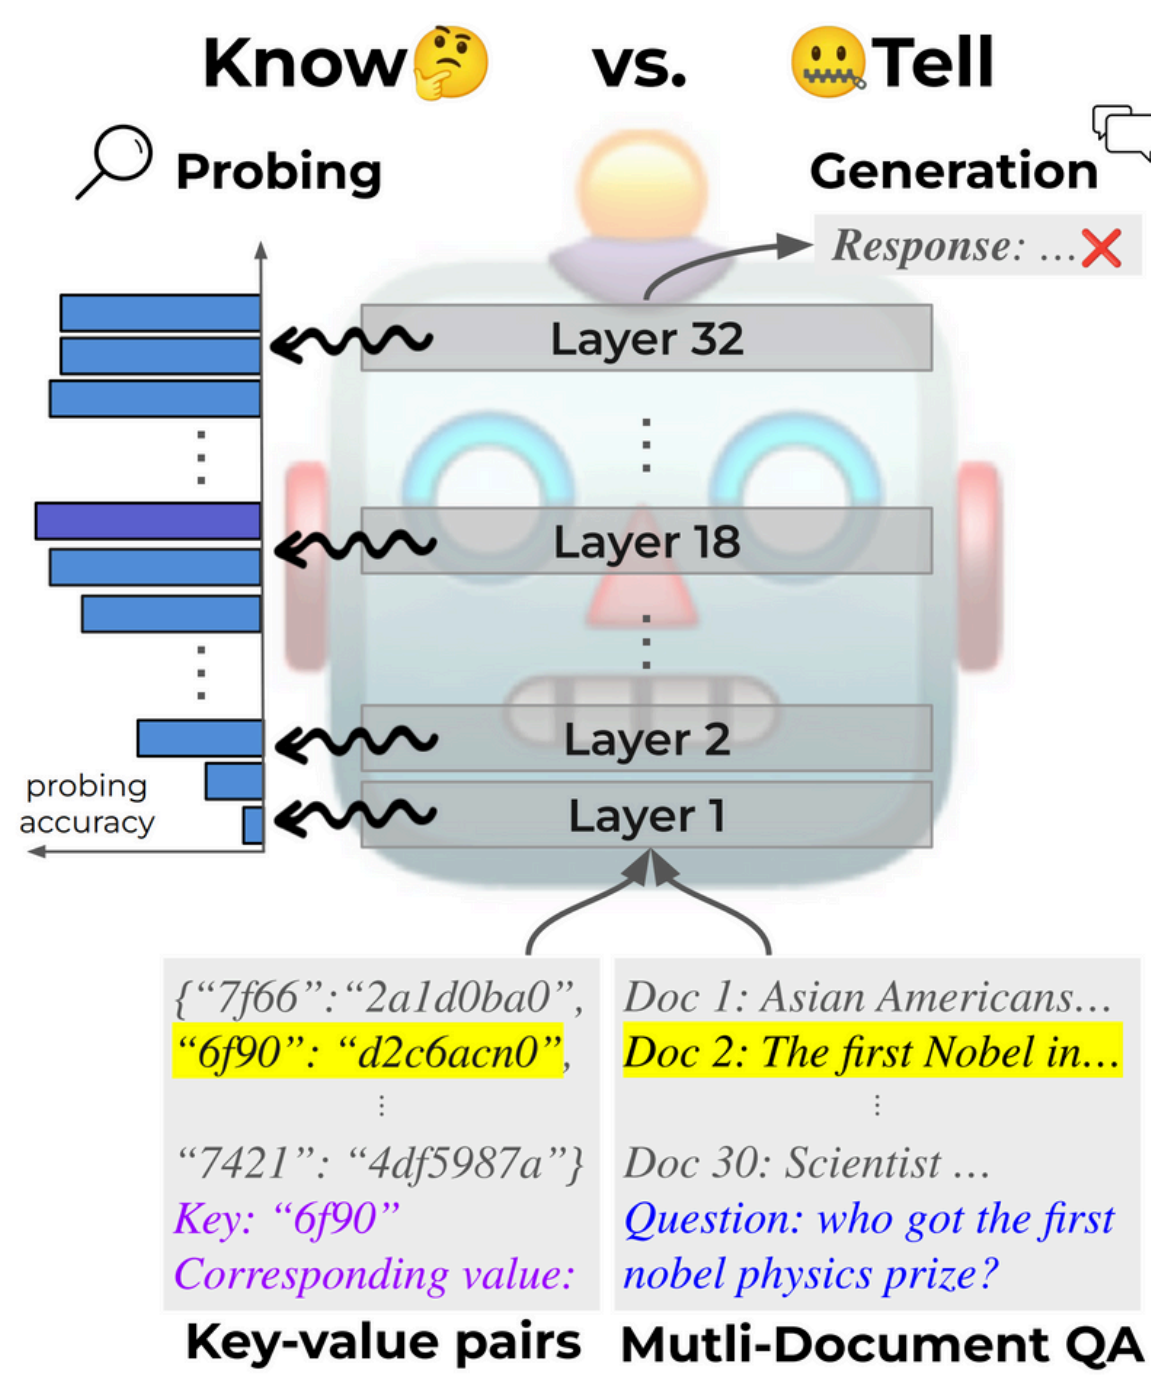 Know vs. Tell
Probing
Generation
Response: ...
Layer 32
Layer 18
Layer 2
Layer 1
probing
accuracy
{“7f66”:“2a1d0ba0”,
“6f90”: “d2c6acn0”,
“7421”: “4df5987a”}
Key: “6f90”
Corresponding value:
Key-value pairs
Doc 1: Asian Americans...
Doc 2: The first Nobel in...
Doc 30: Scientist ...
Question: who got the first
nobel physics prize?
Mutli-Document QA